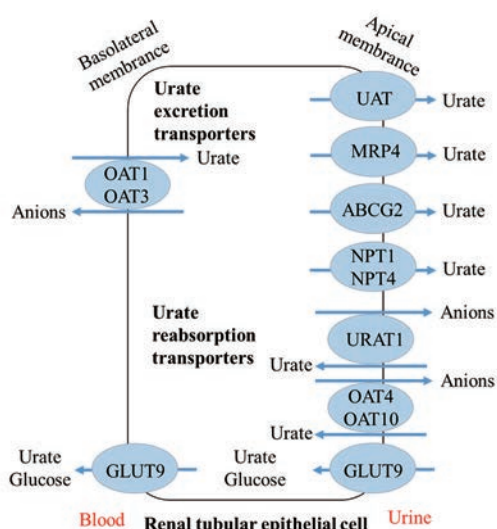 Basolateral
membrane
Apical
membrane
Urate
excretion
transporters
UAT
Urate
MRP4
Urate
Urate
OAT1
OAT3
Anions
ABCG2
Urate
NPT1
NPT4
Urate
Anions
Urate
reabsorption
transporters
URAT1
Urate
Anions
OAT4
OAT10
Urate
Urate
Glucose
GLUT9
Urate
Glucose
GLUT9
Blood
Renal tubular epithelial cell
Urine